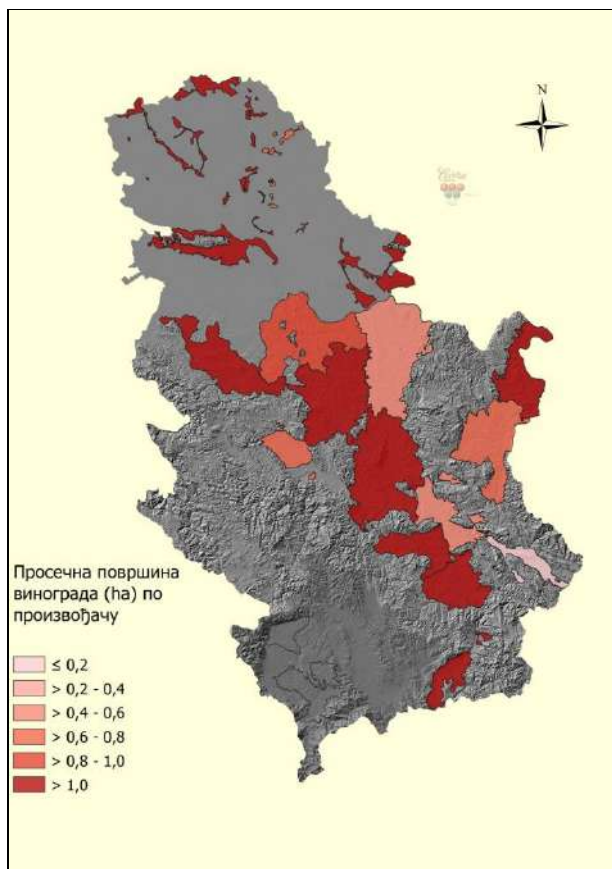 N
Просечна површина
винограда (ha) по
произвођачу
≤ 0,2
> 0,2 - 0,4
> 0,4 - 0,6
> 0,6 - 0,8
> 0,8 - 1,0
> 1,0